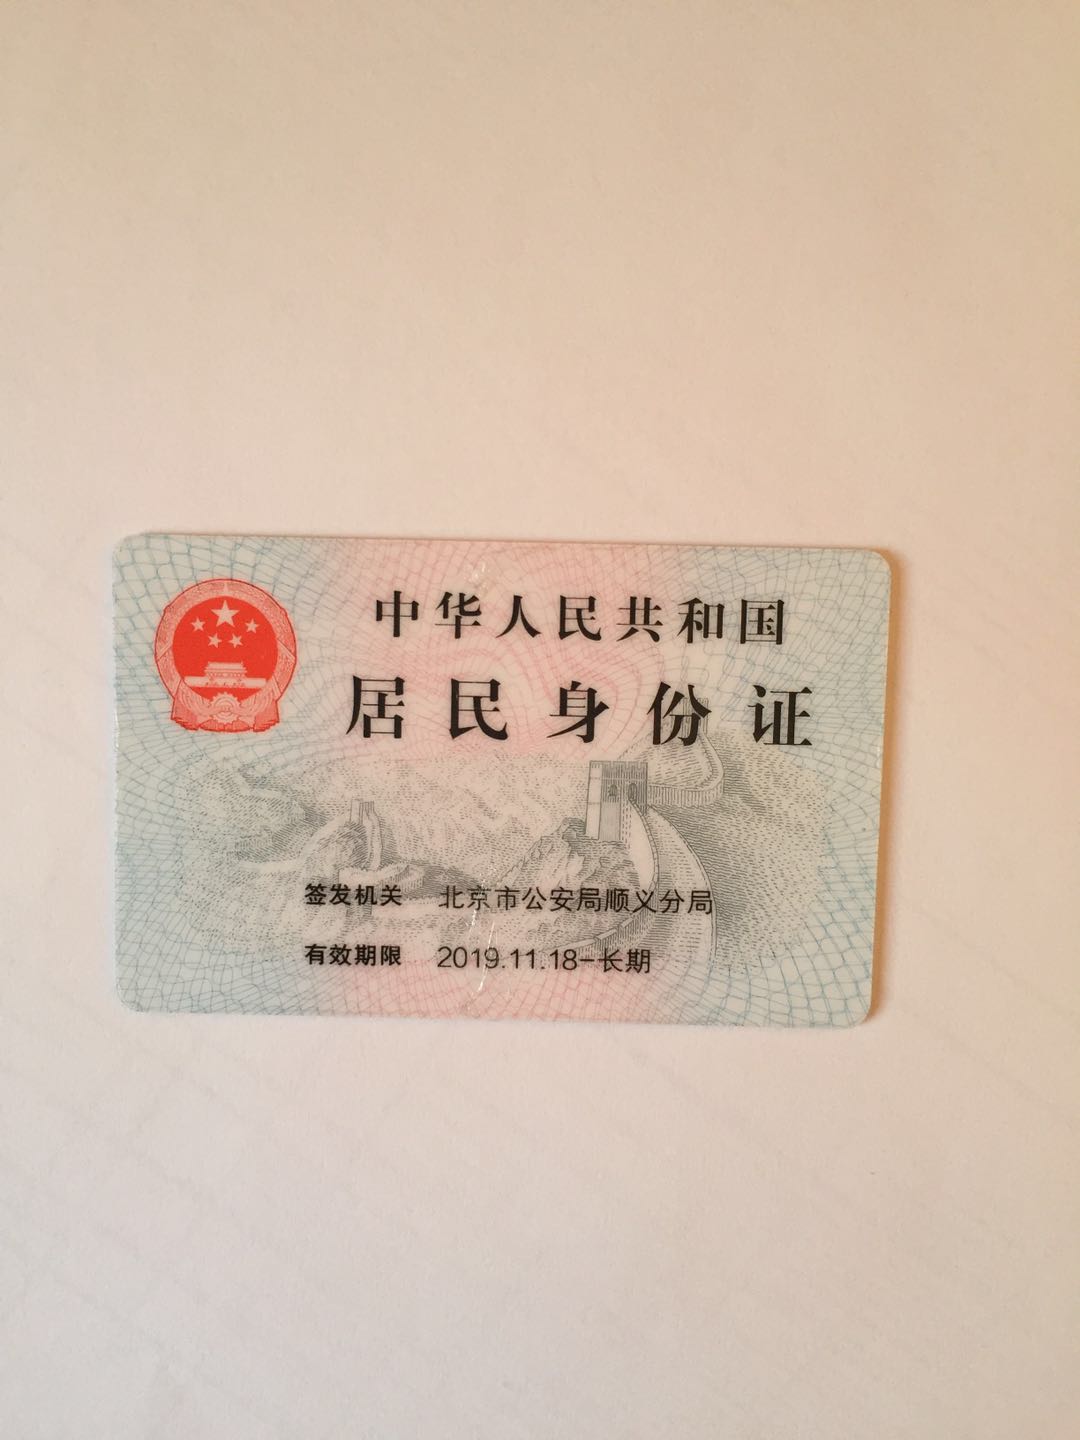 中华人民共和国
居民身份证
签发机关 北京市公安局顺义分局
有效期限 2019.11.18-长期